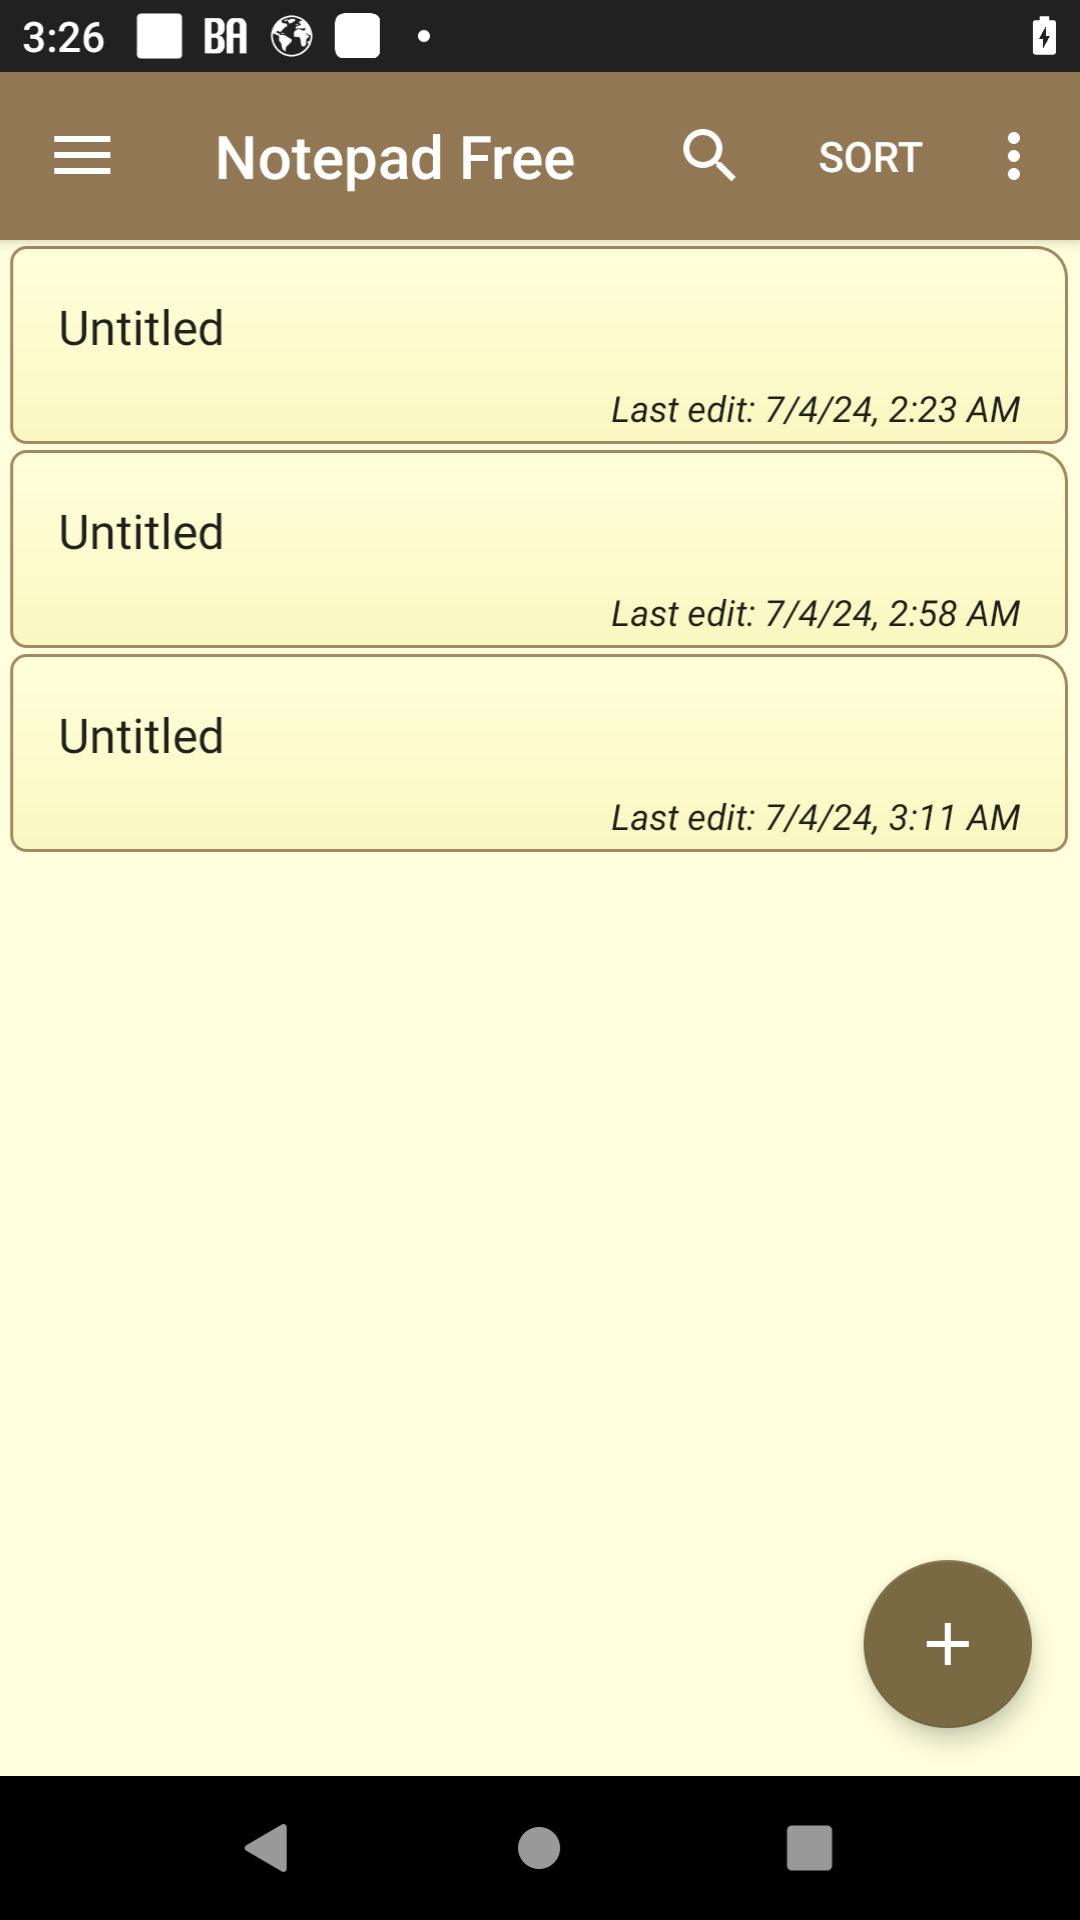 3:26 BA
Notepad Free SORT
Untitled
Last edit: 7/4/24, 2:23 AM
Untitled
Last edit: 7/4/24, 2:58 AM
Untitled
Last edit: 7/4/24, 3:11 AM